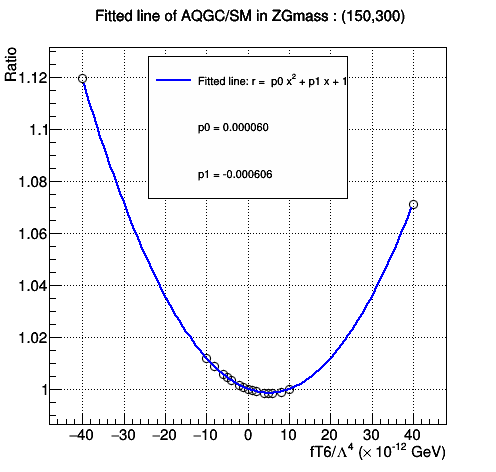 Fitted line of AQGC/SM in ZGmass : (150,300)
Ratio
Fitted line: r = p0 x² + p1 x + 1
p0 = 0.000060
p1 = -0.000606
1.12
1.1
1.08
1.06
1.04
1.02
1
−40 −30 −20 −10 0 10 20 30 40
fT6/Λ⁴ (× 10⁻¹² GeV)